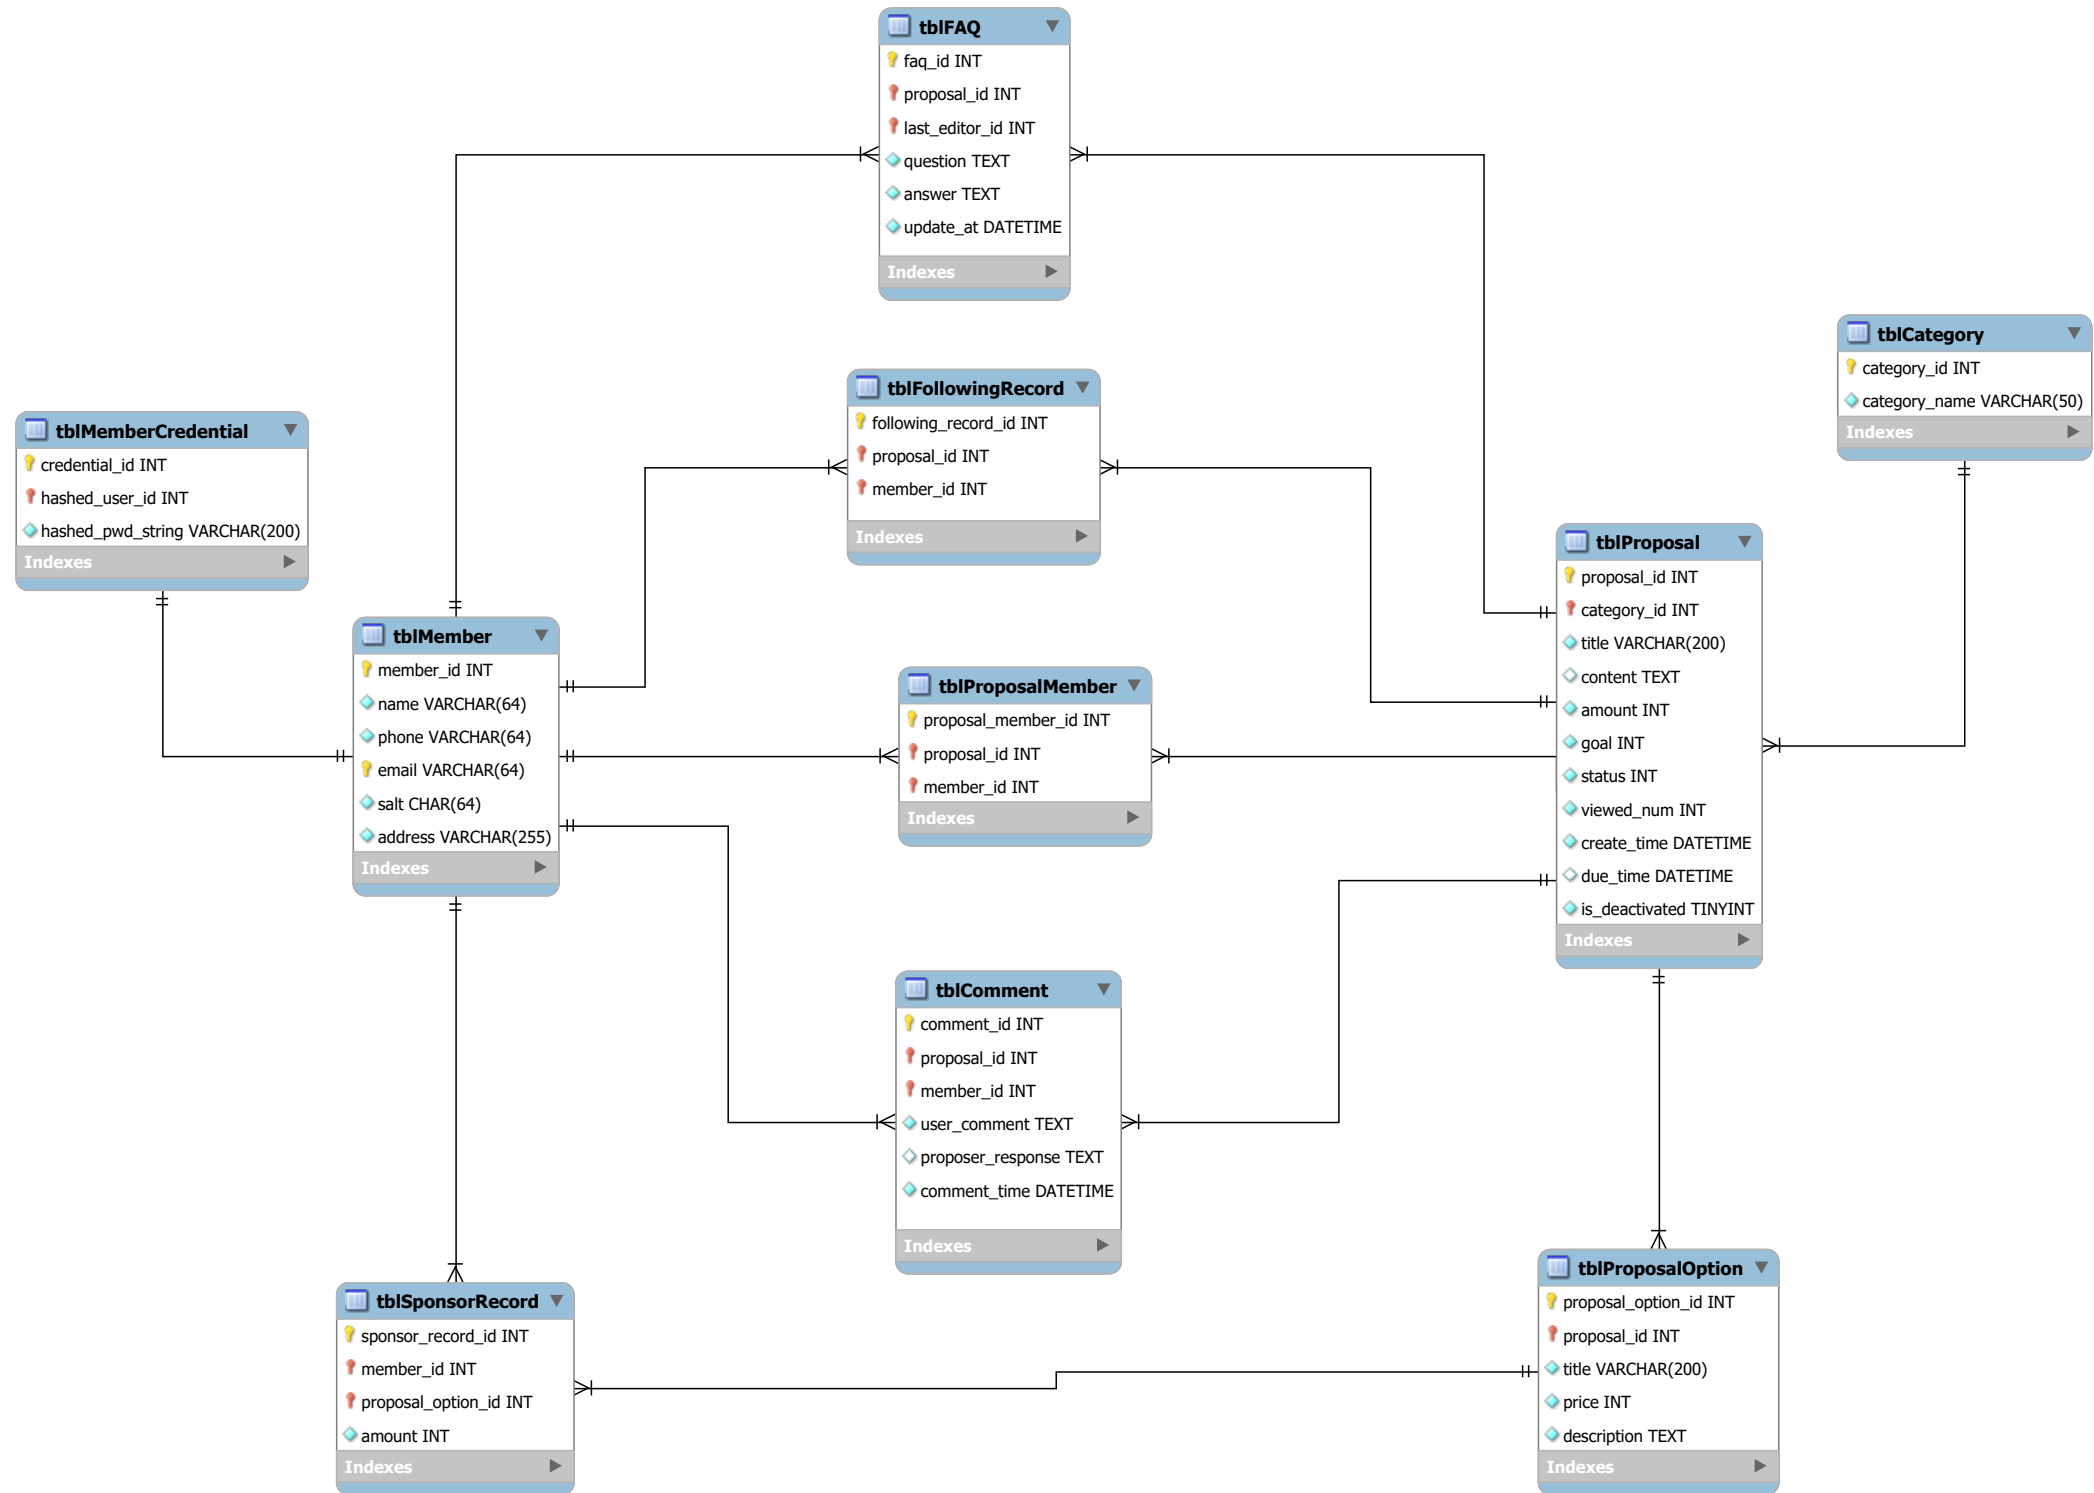 tblFAQ
faq_id INT
proposal_id INT
last_editor_id INT
question TEXT
answer TEXT
update_at DATETIME
Indexes
tblCategory
category_id INT
category_name VARCHAR(50)
Indexes
tblFollowingRecord
following_record_id INT
proposal_id INT
member_id INT
Indexes
tblMemberCredential
credential_id INT
hashed_user_id INT
hashed_pwd_string VARCHAR(200)
Indexes
tblProposal
proposal_id INT
category_id INT
title VARCHAR(200)
content TEXT
amount INT
goal INT
status INT
viewed_num INT
create_time DATETIME
due_time DATETIME
is_deactivated TINYINT
Indexes
tblMember
member_id INT
name VARCHAR(64)
phone VARCHAR(64)
email VARCHAR(64)
salt CHAR(64)
address VARCHAR(255)
Indexes
tblProposalMember
proposal_member_id INT
proposal_id INT
member_id INT
Indexes
tblComment
comment_id INT
proposal_id INT
member_id INT
user_comment TEXT
proposer_response TEXT
comment_time DATETIME
Indexes
tblProposalOption
proposal_option_id INT
proposal_id INT
title VARCHAR(200)
price INT
description TEXT
Indexes
tblSponsorRecord
sponsor_record_id INT
member_id INT
proposal_option_id INT
amount INT
Indexes